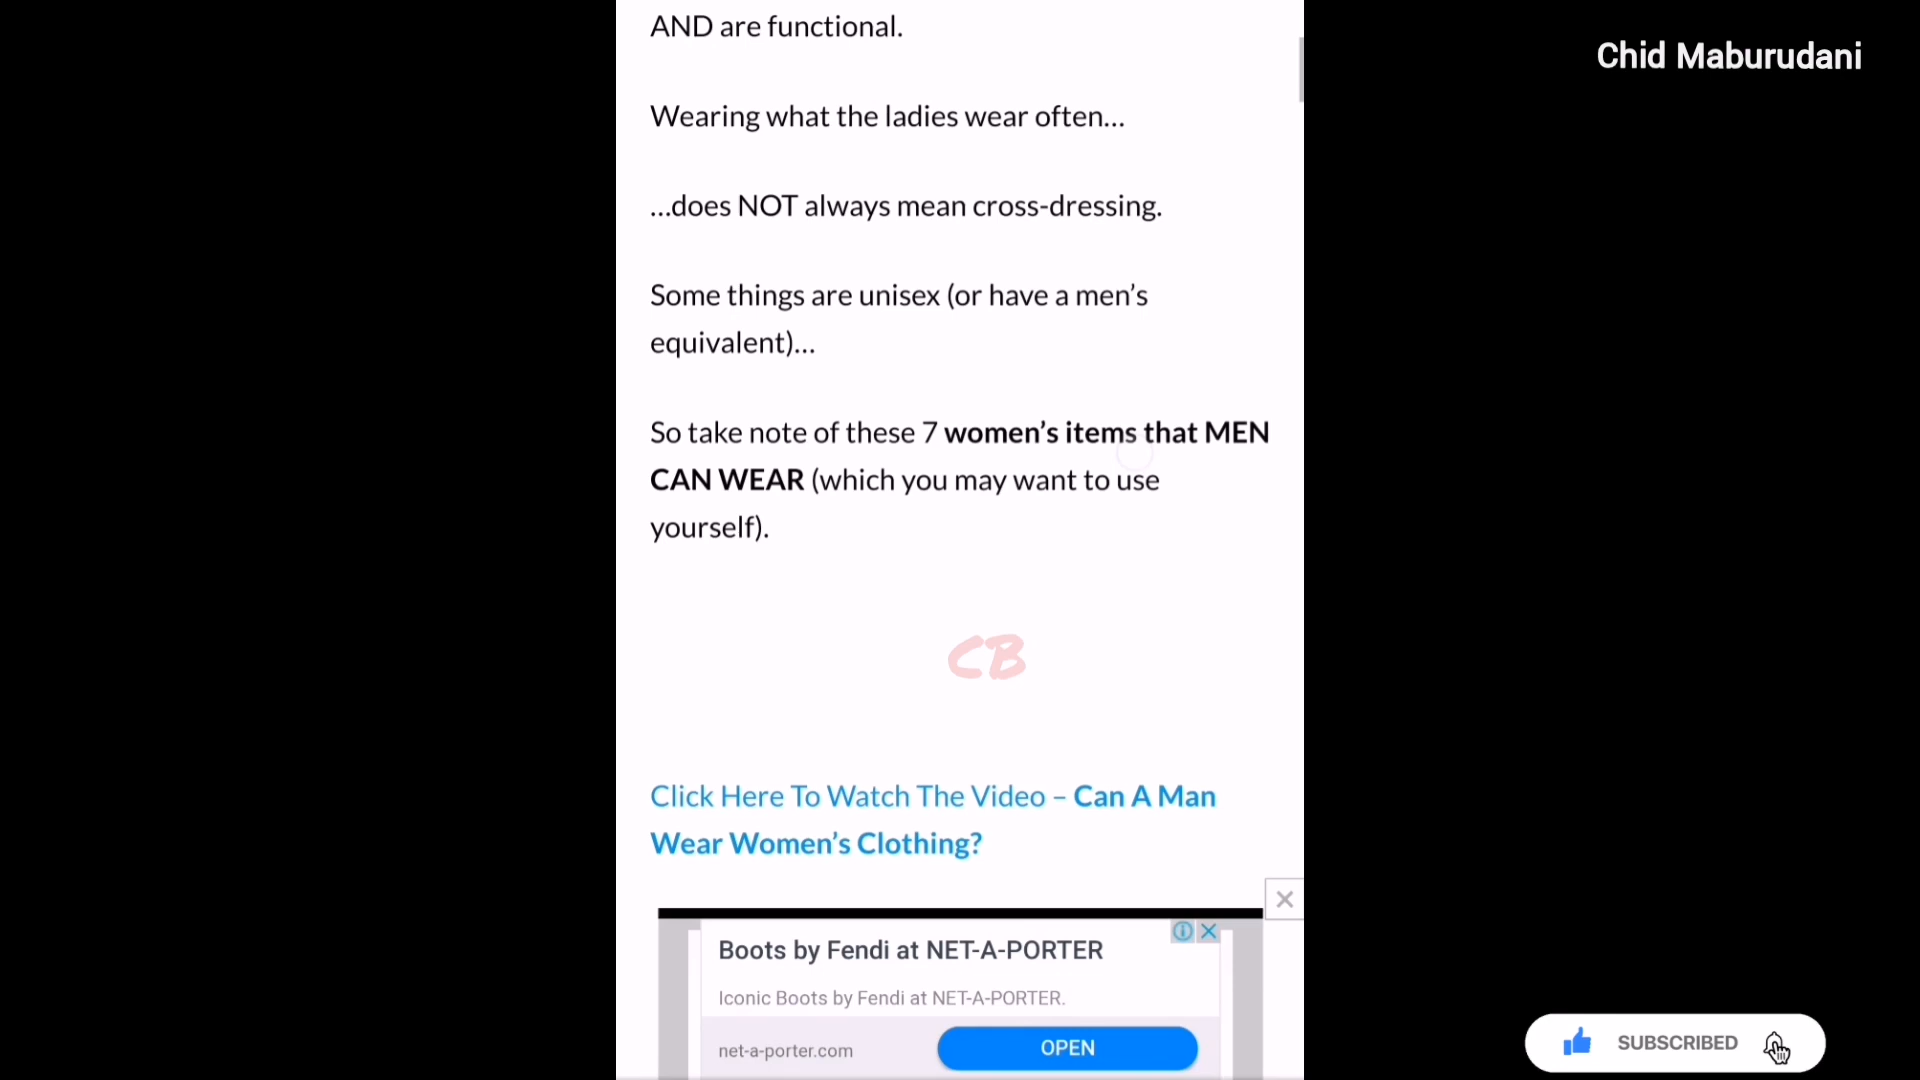 AND are functional.
Chid Maburudani
Wearing what the ladies wear often…
…does NOT always mean cross-dressing.
Some things are unisex (or have a men’s
equivalent)…
So take note of these 7 women’s items that MEN
CAN WEAR (which you may want to use
yourself).
CB
Click Here To Watch The Video – Can A Man
Wear Women’s Clothing?
Boots by Fendi at NET-A-PORTER
Iconic Boots by Fendi at NET-A-PORTER.
net-a-porter.com
OPEN
SUBSCRIBED